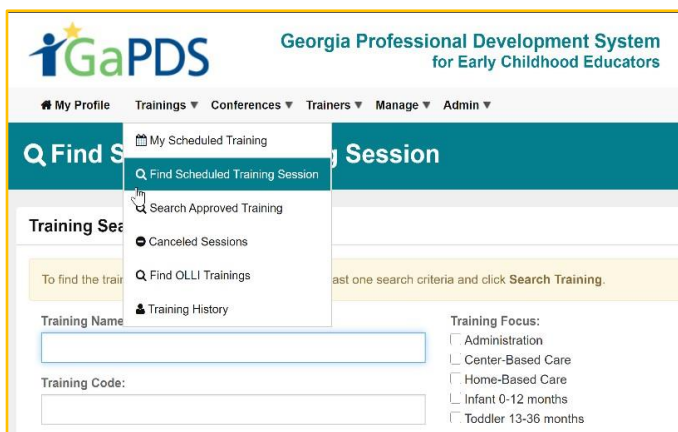 GaPDS
Georgia Professional Development System
for Early Childhood Educators
My Profile Trainings ▼ Conferences ▼ Trainers ▼ Manage ▼ Admin ▼
My Scheduled Training
Find S g Session
Find Scheduled Training Session
Search Approved Training
Training Sea
Canceled Sessions
To find the train ast one search criteria and click Search Training.
Find OLLI Trainings
Training History
Training Name
Training Focus:
Administration
Center-Based Care
Training Code:
Home-Based Care
Infant 0-12 months
Toddler 13-36 months